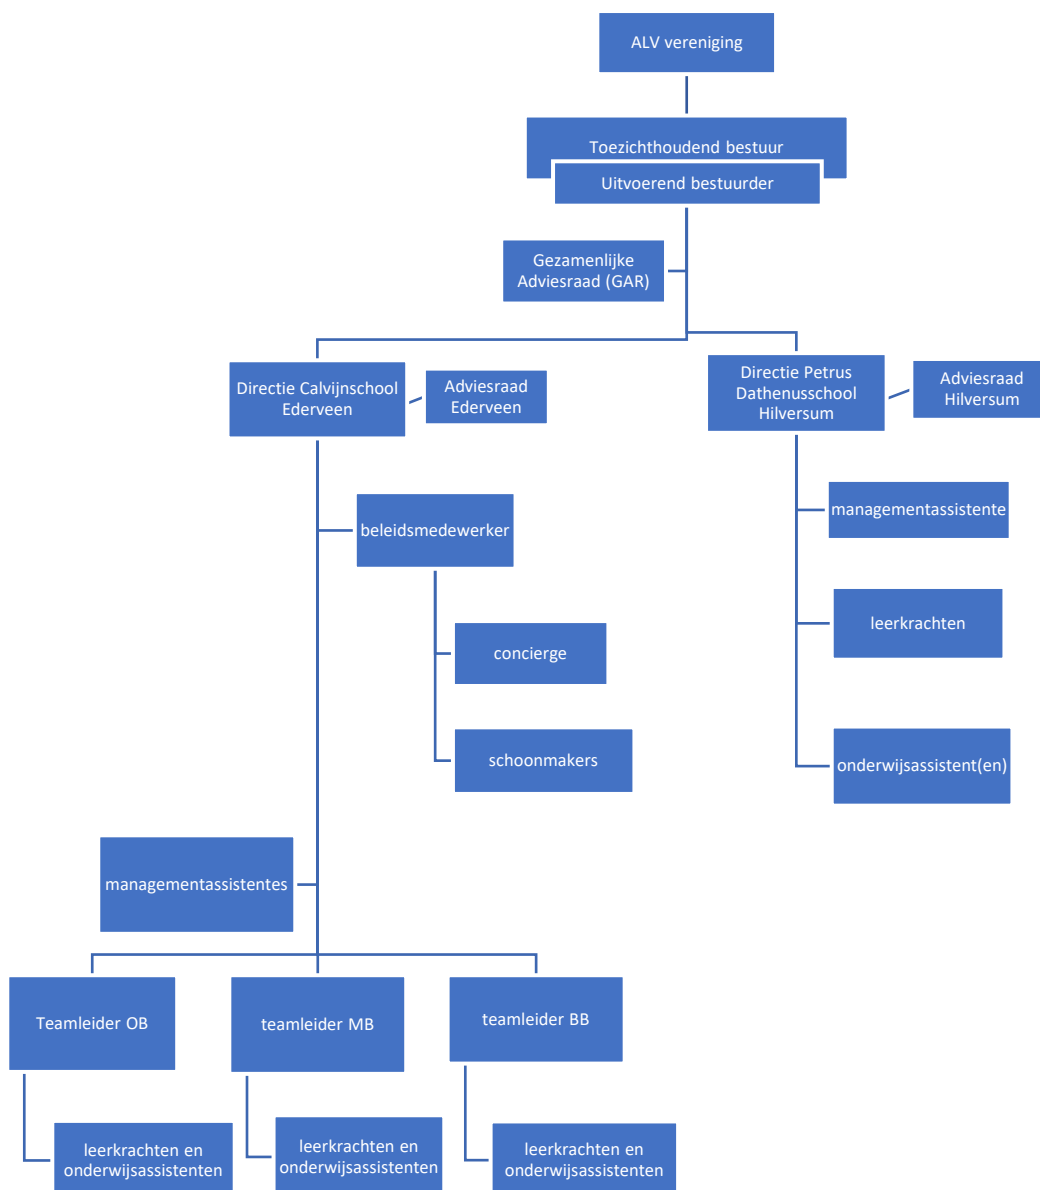 ALV vereniging
Toezichthoudend bestuur
Uitvoerend bestuurder
Gezamenlijke
Adviesraad (GAR)
Directie Calvijnschool
Ederveen
Adviesraad
Ederveen
Directie Petrus
Dathenusschool
Hilversum
Adviesraad
Hilversum
beleidsmedewerker
concierge
schoonmakers
managementassistente
leerkrachten
onderwijsassistent(en)
managementassistentes
Teamleider OB
teamleider MB
teamleider BB
leerkrachten en
onderwijsassistenten
leerkrachten en
onderwijsassistenten
leerkrachten en
onderwijsassistenten